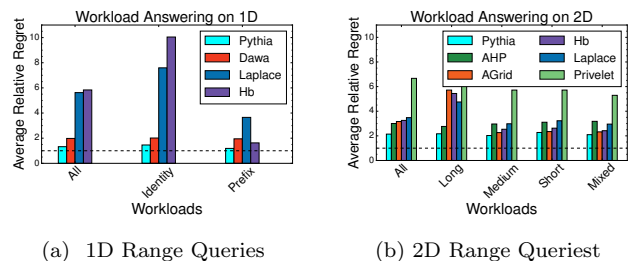 Workload Answering on 1D
Average Relative Regret
10
8
6
4
2
0
Pythia
Dawa
Laplace
Hb
All
Identity
Prefix
Workloads
(a) 1D Range Queries
Workload Answering on 2D
Average Relative Regret
10
8
6
4
2
0
Pythia
AHP
AGrid
Hb
Laplace
Privelet
All
Long
Medium
Short
Mixed
Workloads
(b) 2D Range Queriest